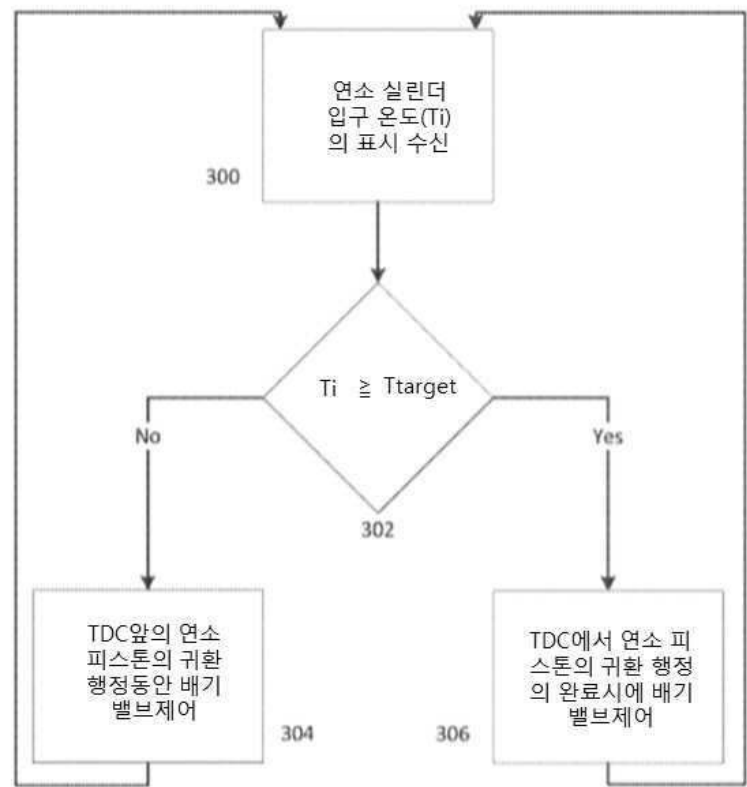 연소 실린더
입구 온도(Ti)
의 표시 수신
300
Ti ≧ Ttarget
No
Yes
302
TDC앞의 연소
피스톤의 귀환
행정동안 배기
밸브제어
304
TDC에서 연소 피
스톤의 귀환 행정
의 완료시에 배기
밸브제어
306